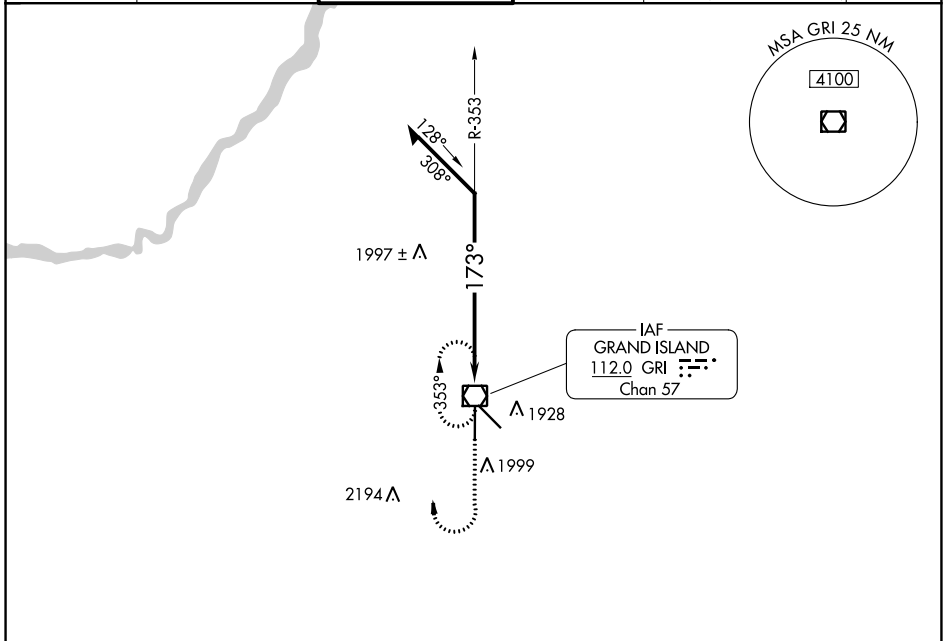 MSA GRI 25 NM
4100
R-353
128°
308°
1997 ±
173°
IAF
GRAND ISLAND
112.0 GRI
Chan 57
353°
1928
1999
2194